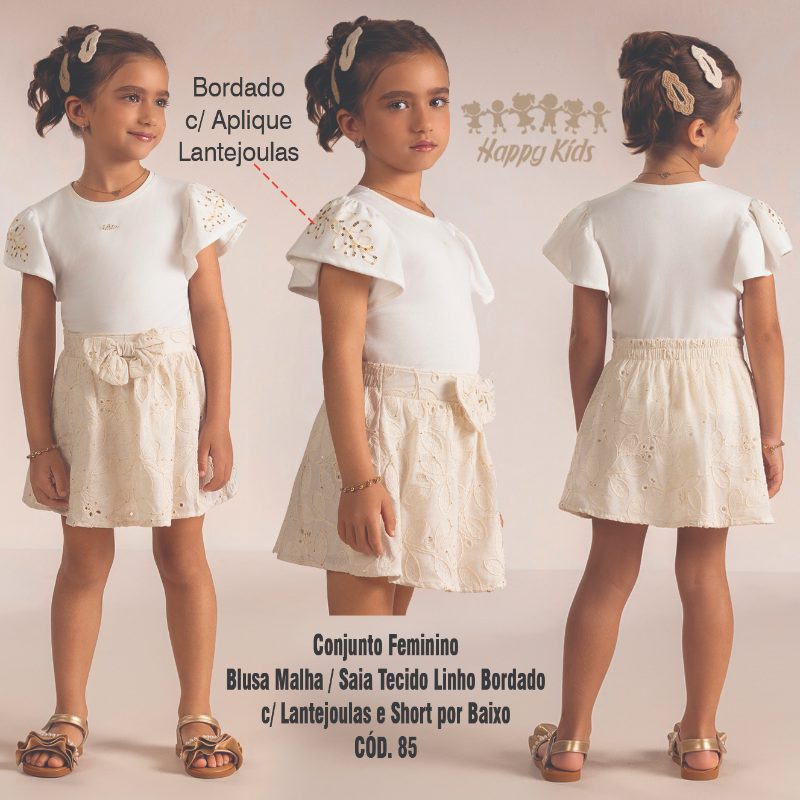 Bordado
c/ Aplique
Lantejoulas
Happy Kids
Conjunto Feminino
Blusa Malha / Saia Tecido Linho Bordado
c/ Lantejoulas e Short por Baixo
CÓD. 85